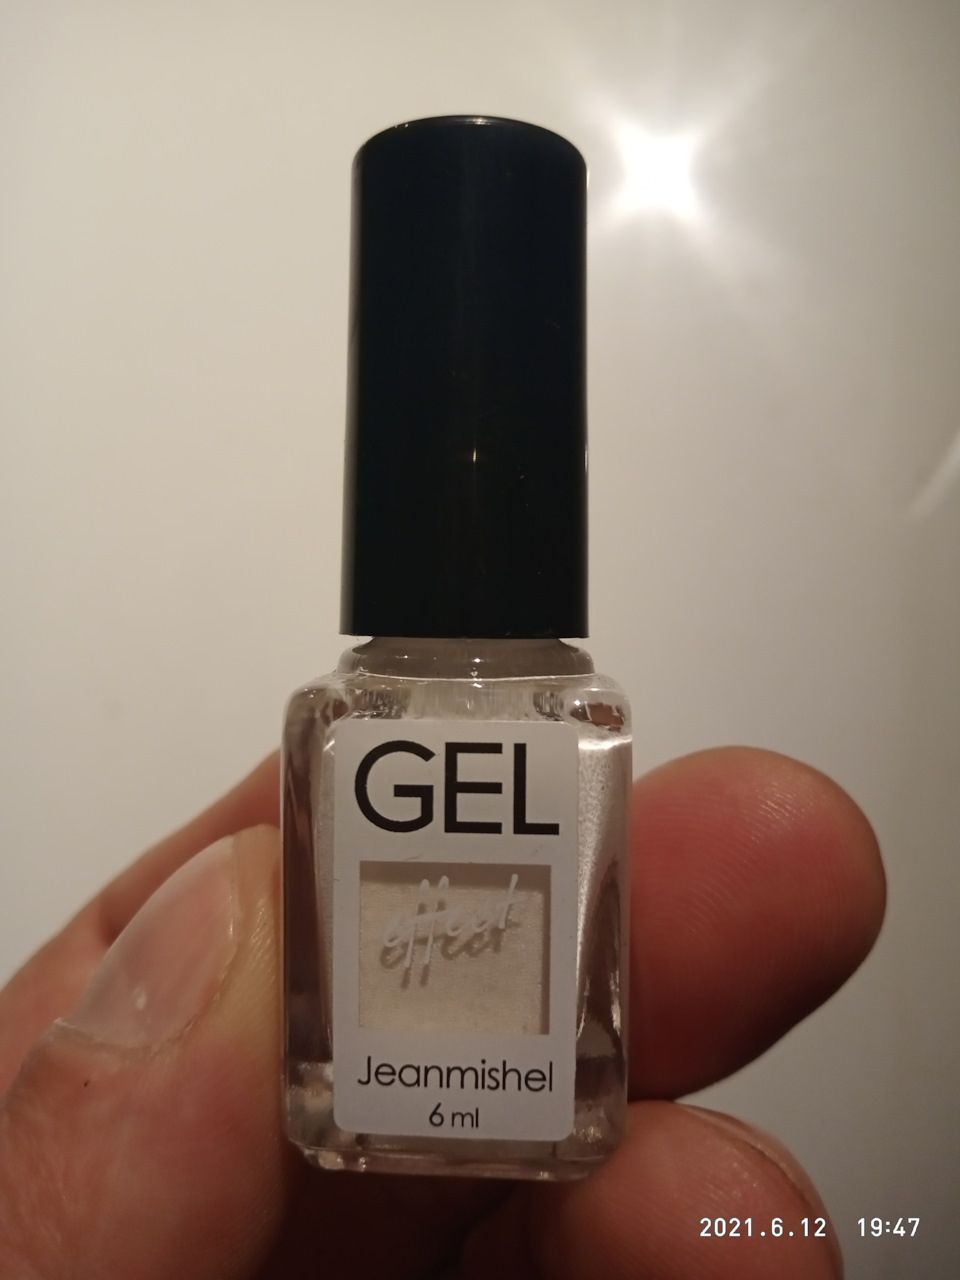 GEL
effect
Jeanmishel
6 ml
2021.6.12 19:47